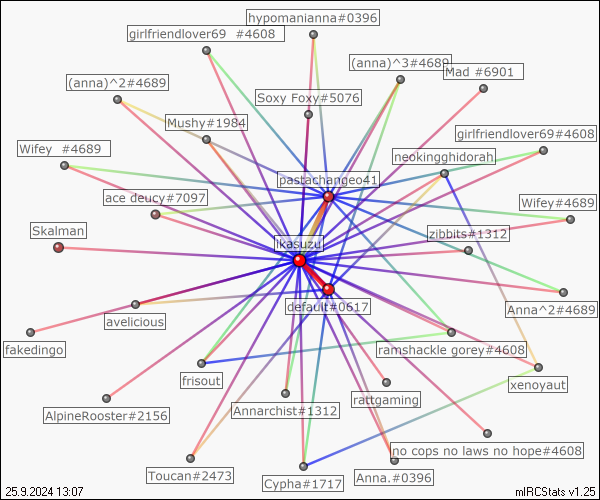 hypomanianna#0396
girlfriendlover69 #4608
(anna)^3#4689
Mad #6901
(anna)^2#4689
Soxy Foxy#5076
Mushy#1984
girlfriendlover69#4608
Wifey #4689
neokingghidorah
pastachangeo41
ace deucy#7097
Wifey#4689
Skalman
zibbits#1312
ikasuzu
default#0617
Anna^2#4689
avelicious
fakedingo
ramshackle gorey#4608
frisout
xenoyaut
rattgaming
AlpineRooster#2156
Annarchist#1312
no cops no laws no hope#4608
Toucan#2473
Cypha#1717
Anna.#0396
25.9.2024 13:07
mIRCStats v1.25